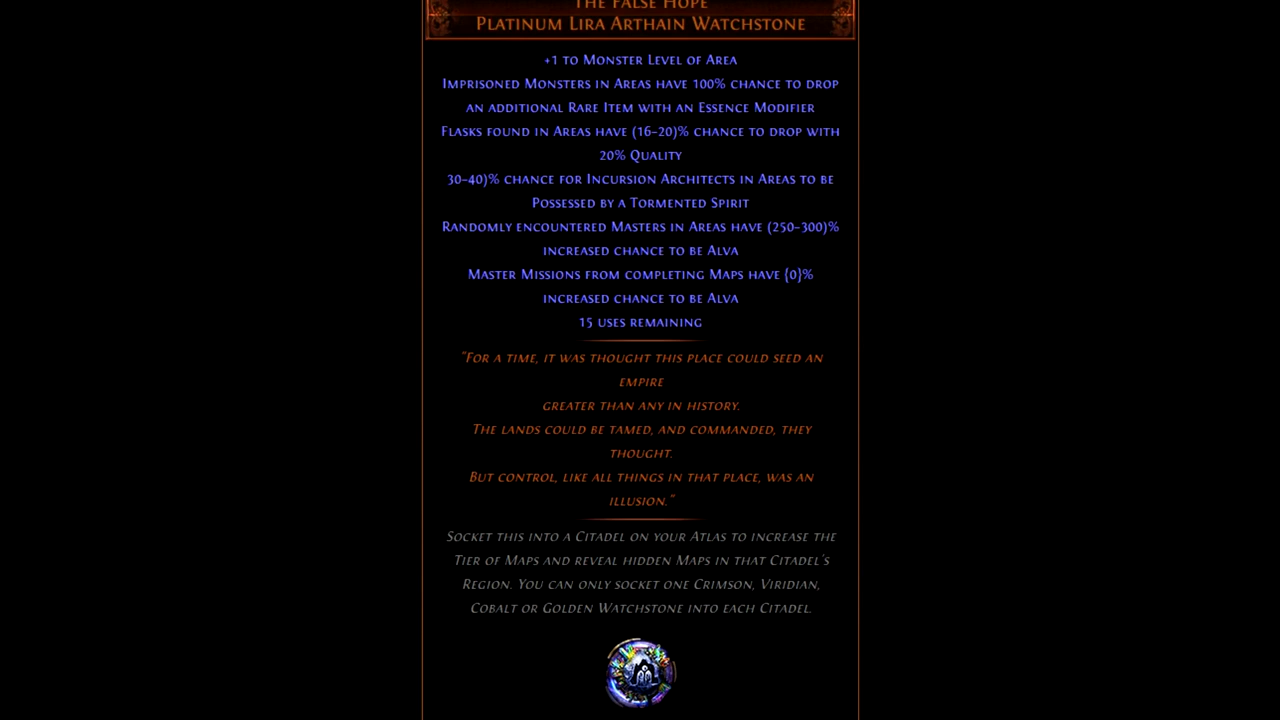 The False Hope
Platinum Lira Arthain Watchstone
+1 to Monster Level of Area
Imprisoned Monsters in Areas have 100% chance to drop
an additional Rare Item with an Essence Modifier
Flasks found in Areas have (16-20)% chance to drop with
20% Quality
30-40)% chance for Incursion Architects in Areas to be
Possessed by a Tormented Spirit
Randomly encountered Masters in Areas have (250-300)%
increased chance to be Alva
Master Missions from completing Maps have {0}%
increased chance to be Alva
15 uses remaining
"For a time, it was thought this place could seed an
empire
greater than any in history.
The lands could be tamed, and commanded, they
thought.
But control, like all things in that place, was an
illusion."
Socket this into a Citadel on your Atlas to increase the
Tier of Maps and reveal hidden Maps in that Citadel's
Region. You can only socket one Crimson, Viridian,
Cobalt or Golden Watchstone into each Citadel.